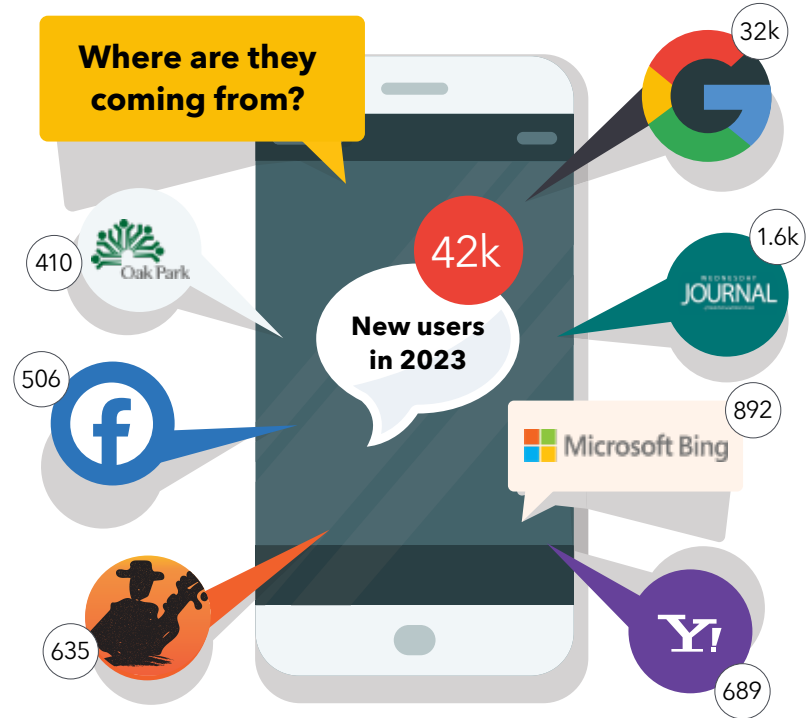 Where are they
coming from?
32k
42k
New users
in 2023
410
Oak Park
1.6k
WEDNESDAY
JOURNAL
506
f
892
Microsoft Bing
635
Y!
689